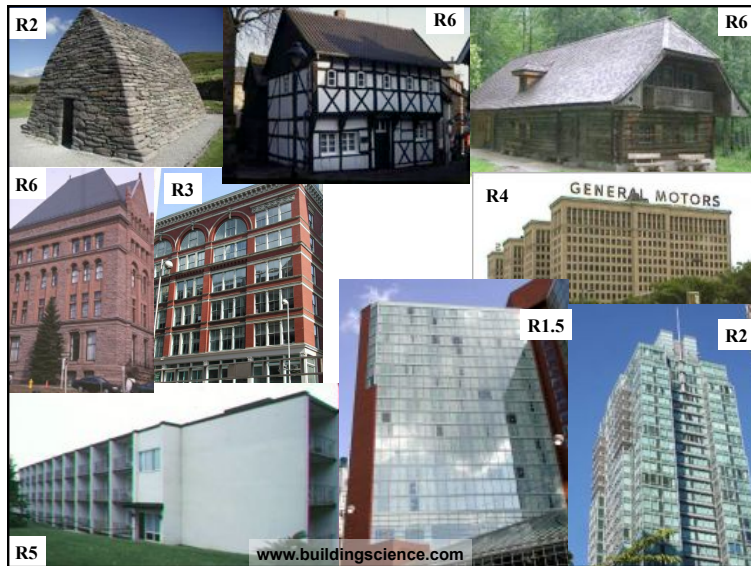 R2
R6
R6
R6
R3
R4
GENERAL MOTORS
R1.5
R2
R5
www.buildingscience.com